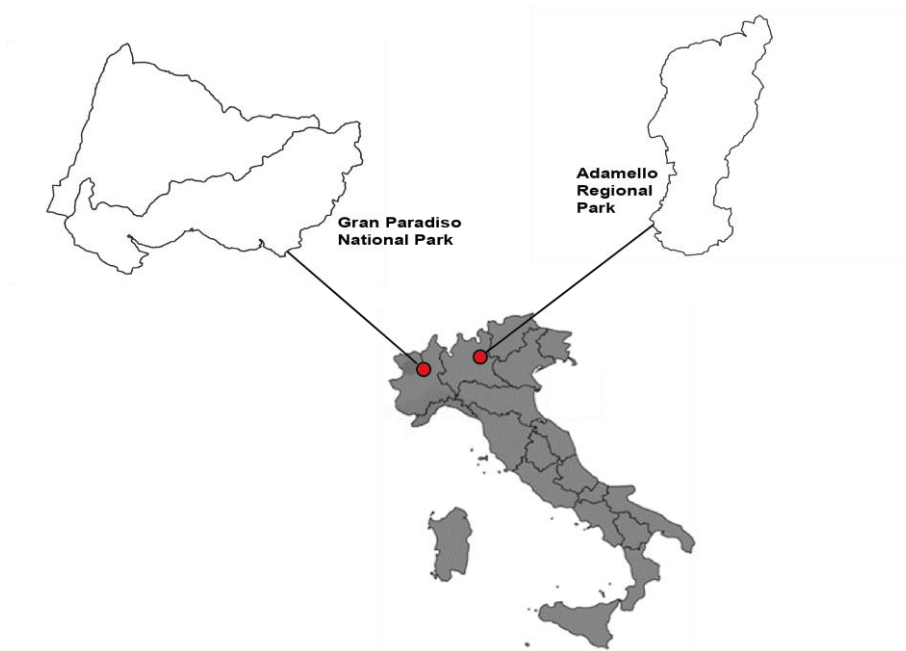 Gran Paradiso
National Park
Adamello
Regional
Park